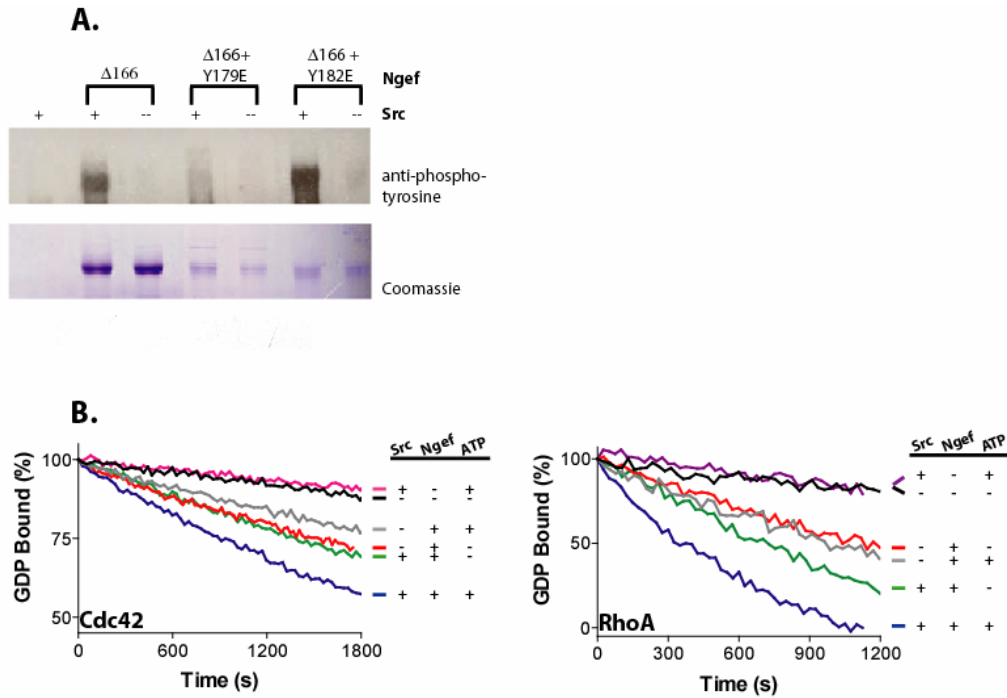 A.
Δ166
Δ166+
Y179E
Δ166 +
Y182E
Ngef
+ + -- + -- + -- Src
anti-phospho-
tyrosine
Coomassie
B.
Src Ngef ATP
100
75
50
GDP Bound (%)
+ - +
- - -
- + +
- + -
+ + -
+ + +
Cdc42
0 600 1200 1800
Time (s)
Src Ngef ATP
100
50
0
GDP Bound (%)
+ - +
- - -
- + -
- + +
+ + -
+ + +
RhoA
0 300 600 900 1200
Time (s)